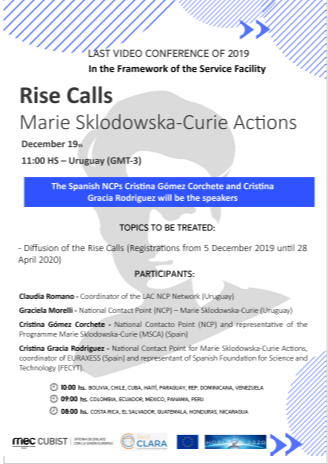 LAST VIDEO CONFERENCE OF 2019
In the Framework of the Service Facility
Rise Calls
Marie Sklodowska-Curie Actions
December 19th
11:00 HS – Uruguay (GMT-3)
The Spanish NCPs Cristina Gómez Corchete and Cristina
Gracia Rodriguez will be the speakers
TOPICS TO BE TREATED:
- Diffusion of the Rise Calls (Registrations from 5 December 2019 until 28
April 2020)
PARTICIPANTS:
Claudia Romano - Coordinator of the LAC NCP Network (Uruguay)
Graciela Morelli - National Contact Point (NCP) – Marie Sklodowska-Curie (Uruguay)
Cristina Gómez Corchete - National Contacto Point (NCP) and representative of the
Programme Marie Sklodowska-Curie (MSCA) (Spain)
Cristina Gracia Rodríguez - National Contact Point for Marie Sklodowska-Curie Actions,
coordinator of EURAXESS (Spain) and representant of Spanish Foundation for Science and
Technology (FECYT).
10:00 hs. BOLIVIA, CHILE, CUBA, HAITÍ, PARAGUAY, REP. DOMINICANA, VENEZUELA
09:00 hs. COLOMBIA, ECUADOR, MEXICO, PANAMA, PERU
08:00 hs. COSTA RICA, EL SALVADOR, GUATEMALA, HONDURAS, NICARAGUA
mec CUBIST
CLARA
HORIZON 2020